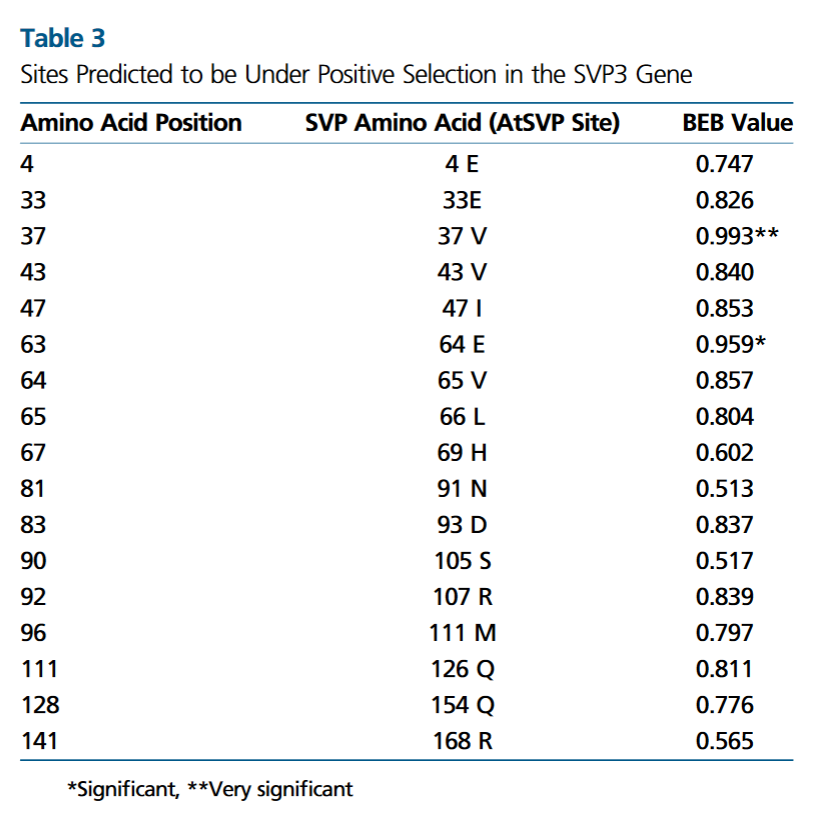 Table 3
Sites Predicted to be Under Positive Selection in the SVP3 Gene
Amino Acid Position SVP Amino Acid (AtSVP Site) BEB Value
4 4 E 0.747
33 33E 0.826
37 37 V 0.993**
43 43 V 0.840
47 47 I 0.853
63 64 E 0.959*
64 65 V 0.857
65 66 L 0.804
67 69 H 0.602
81 91 N 0.513
83 93 D 0.837
90 105 S 0.517
92 107 R 0.839
96 111 M 0.797
111 126 Q 0.811
128 154 Q 0.776
141 168 R 0.565
*Significant, **Very significant